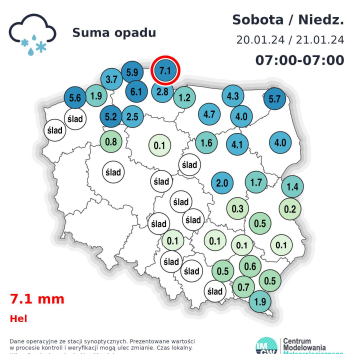 Sobota / Niedz.
Suma opadu
20.01.24 / 21.01.24
07:00-07:00
7.1
5.9
3.7
6.1
2.8
5.6
1.9
1.2
4.3
5.7
ślad
ślad
5.2
2.5
4.7
4.0
0.8
0.1
1.6
4.1
4.0
ślad
ślad
ślad
2.0
1.7
1.4
ślad
0.3
0.2
ślad
ślad
0.5
0.1
0.1
0.1
0.1
ślad
ślad
0.5
0.6
0.5
ślad
0.7
1.9
7.1 mm
Hel
Dane operacyjne ze stacji synoptycznych. Prezentowane wartości
w procesie kontroli i weryfikacji mogą ulec zmianie. Czas lokalny.
Centrum
Modelowania